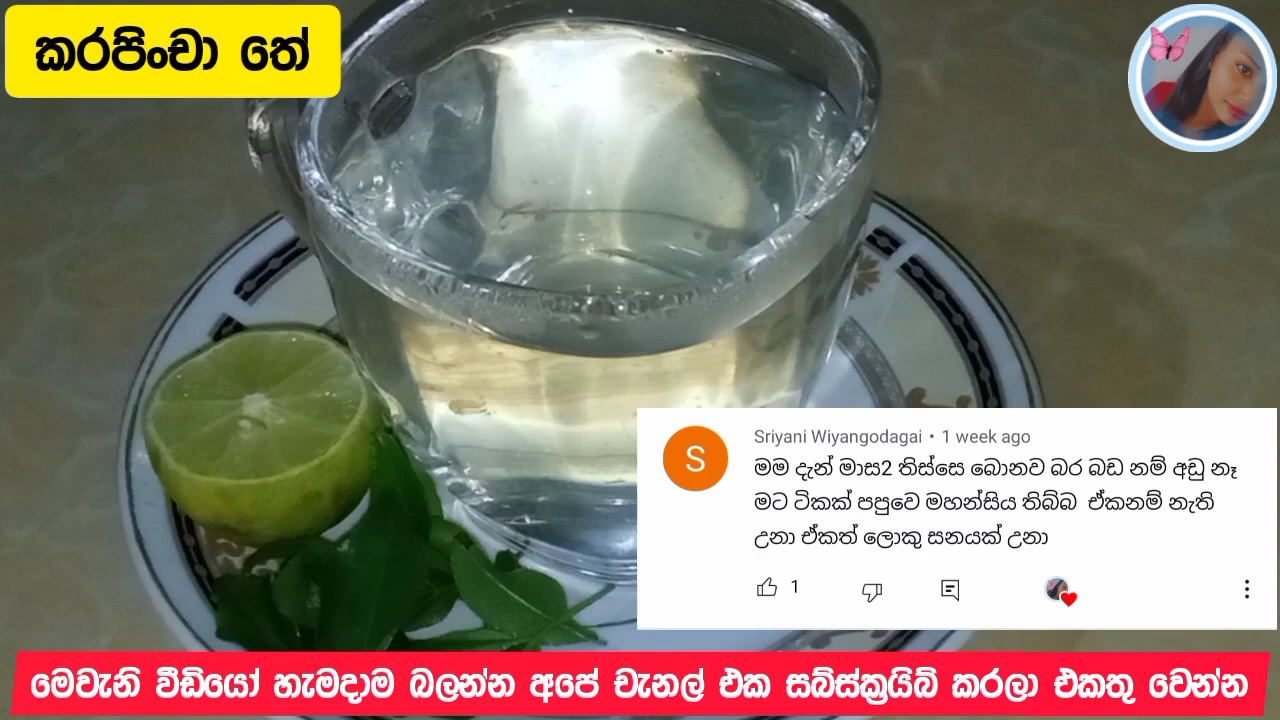 කරපිංචා තේ
Sriyani Wiyangodagai • 1 week ago
මම දැන් මාස2 තිස්සෙ බොනව බර බඩ නම් අඩු නෑ
මට ටිකක් පපුවෙ මහන්සිය තිබ්බ ඒකනම් නැති
උනා ඒකත් ලොකු සනයක් උනා
S
1
මෙවැනි වීඩියෝ හැමදාම බලන්න අපේ චැනල් එක සබ්ස්ක්‍රයිබ් කරලා එකතු වෙන්න